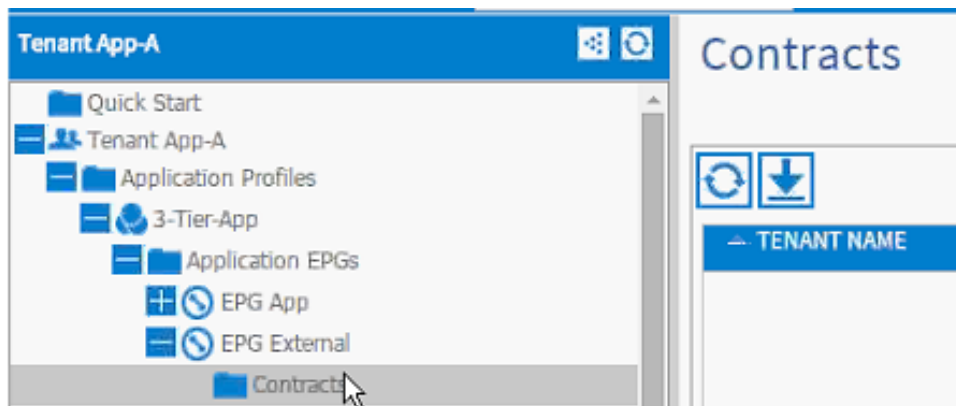 Tenant App-A
Quick Start
Tenant App-A
Application Profiles
3-Tier-App
Application EPGs
EPG App
EPG External
Contracts
Contracts
TENANT NAME